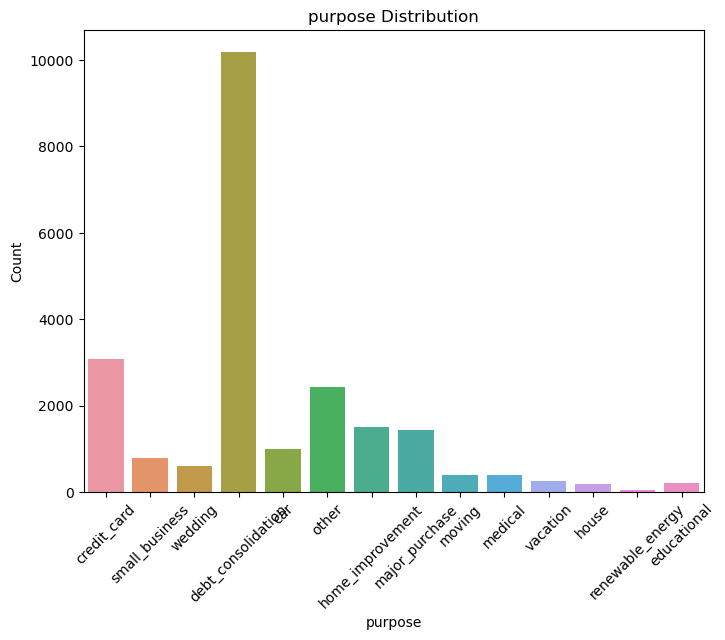 purpose Distribution
10000
8000
6000
4000
2000
0
Count
credit_card
small_business
wedding
debt_consolidation
car
other
home_improvement
major_purchase
moving
medical
vacation
house
renewable_energy
educational
purpose